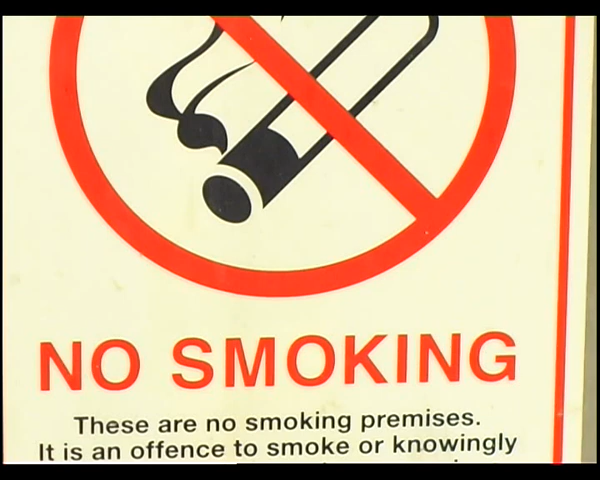 NO SMOKING
These are no smoking premises.
It is an offence to smoke or knowingly